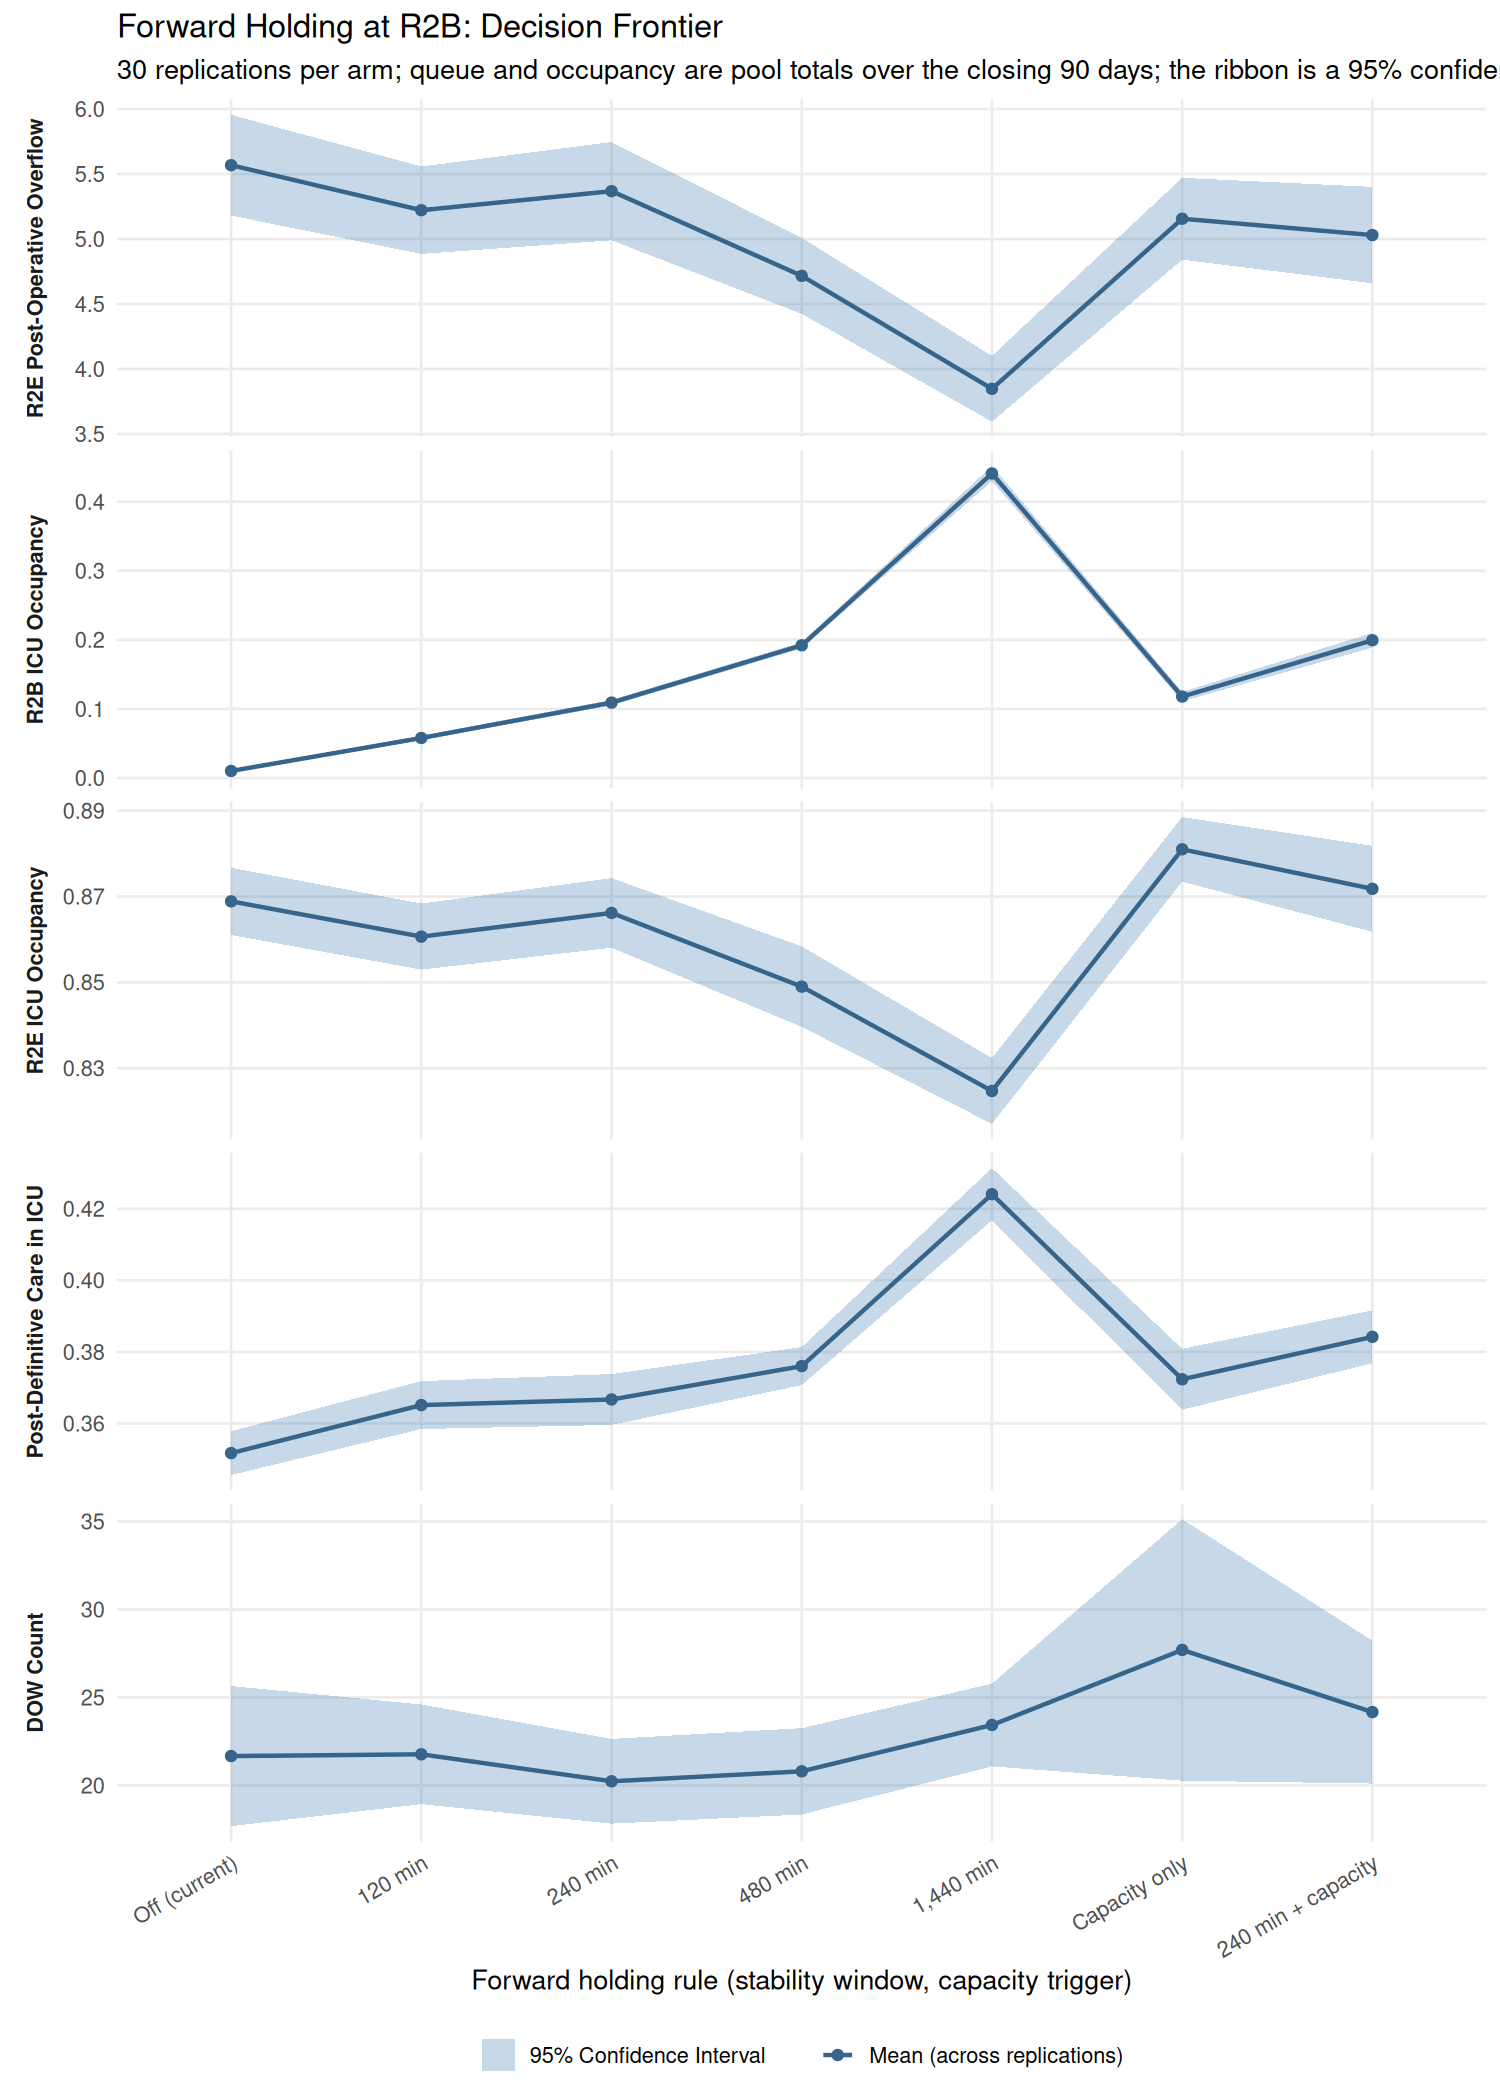 Forward Holding at R2B: Decision Frontier
30 replications per arm; queue and occupancy are pool totals over the closing 90 days; the ribbon is a 95%
R2E Post-Operative Overflow
6.0
5.5
5.0
4.5
4.0
3.5
R2B ICU Occupancy
0.4
0.3
0.2
0.1
0.0
R2E ICU Occupancy
0.89
0.87
0.85
0.83
Post-Definitive Care in ICU
0.42
0.40
0.38
0.36
DOW Count
35
30
25
20
Off (current)
120 min
240 min
480 min
1,440 min
Capacity only
240 min + capacity
Forward holding rule (stability window, capacity trigger)
95% Confidence Interval
Mean (across replications)